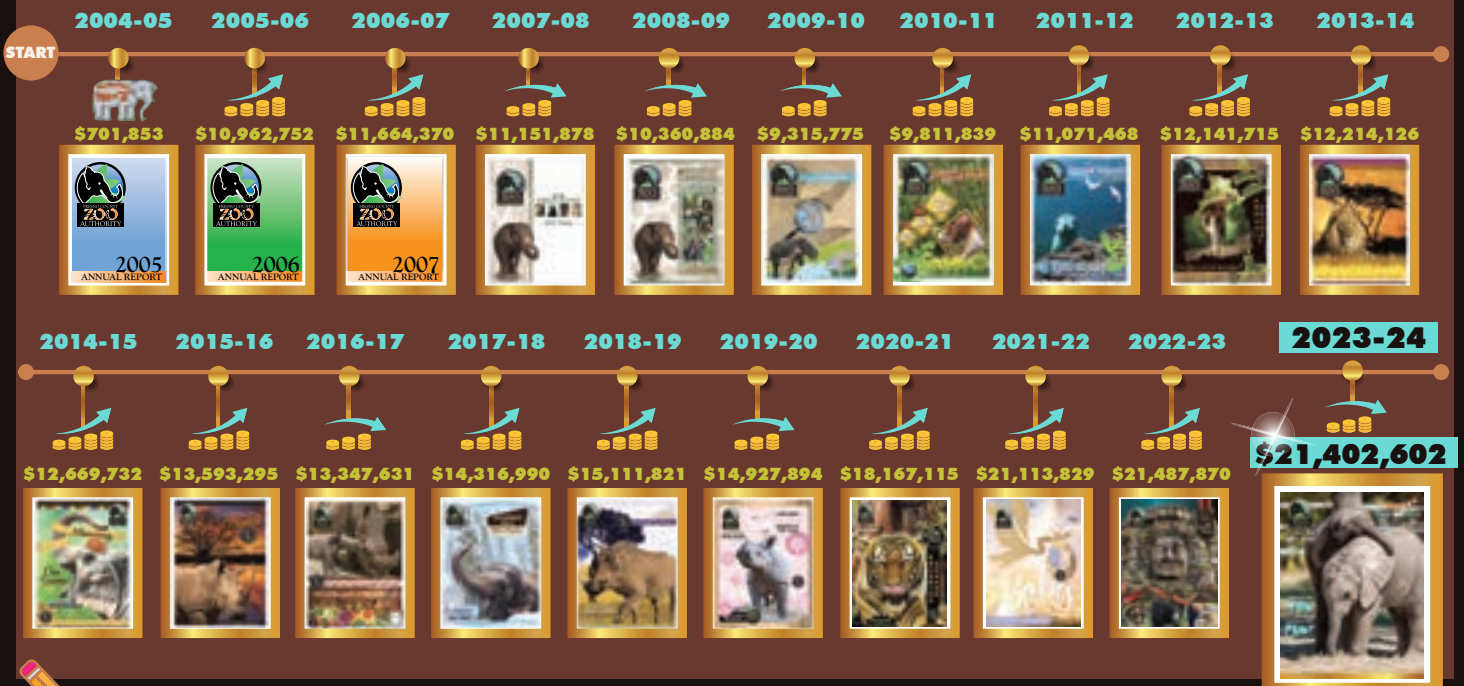 2004-05 2005-06 2006-07 2007-08 2008-09 2009-10 2010-11 2011-12 2012-13 2013-14
START
$701,853 $10,962,752 $11,664,370 $11,151,878 $10,360,884 $9,315,775 $9,811,839 $11,071,468 $12,141,715 $12,214,126
FRESNO COUNTY
ZOO
AUTHORITY
2005
ANNUAL REPORT
FRESNO COUNTY
ZOO
AUTHORITY
2006
ANNUAL REPORT
FRESNO COUNTY
ZOO
AUTHORITY
2007
ANNUAL REPORT
2014-15 2015-16 2016-17 2017-18 2018-19 2019-20 2020-21 2021-22 2022-23 2023-24
$12,669,732 $13,593,295 $13,347,631 $14,316,990 $15,111,821 $14,927,894 $18,167,115 $21,113,829 $21,487,870 $21,402,602